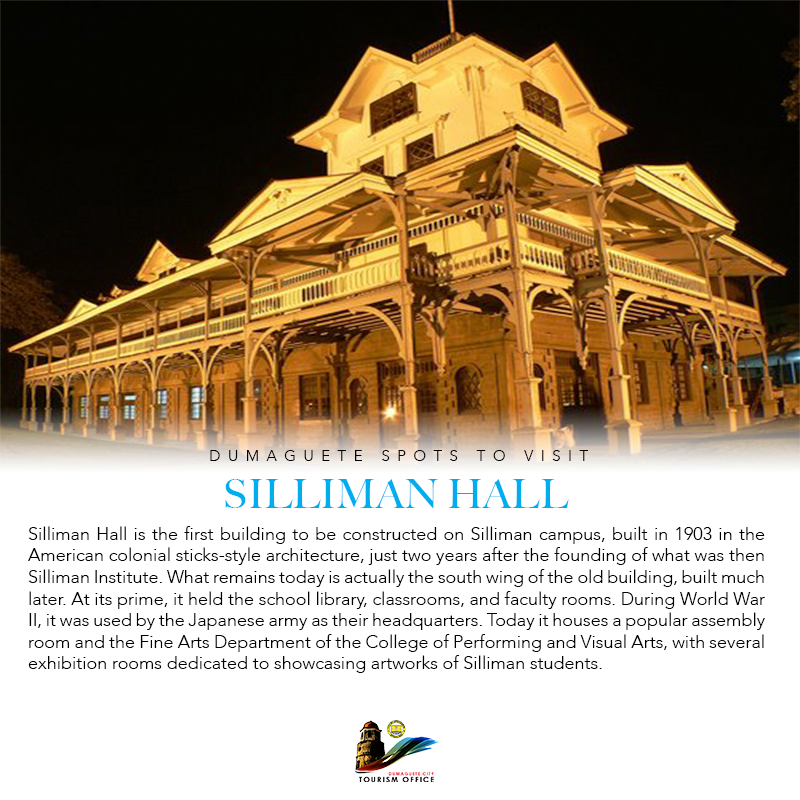 DUMAGUETE SPOTS TO VISIT
SILLIMAN HALL
Silliman Hall is the first building to be constructed on Silliman campus, built in 1903 in the
American colonial sticks-style architecture, just two years after the founding of what was then
Silliman Institute. What remains today is actually the south wing of the old building, built much
later. At its prime, it held the school library, classrooms, and faculty rooms. During World War
II, it was used by the Japanese army as their headquarters. Today it houses a popular assembly
room and the Fine Arts Department of the College of Performing and Visual Arts, with several
exhibition rooms dedicated to showcasing artworks of Silliman students.
DUMAGUETE CITY
TOURISM OFFICE